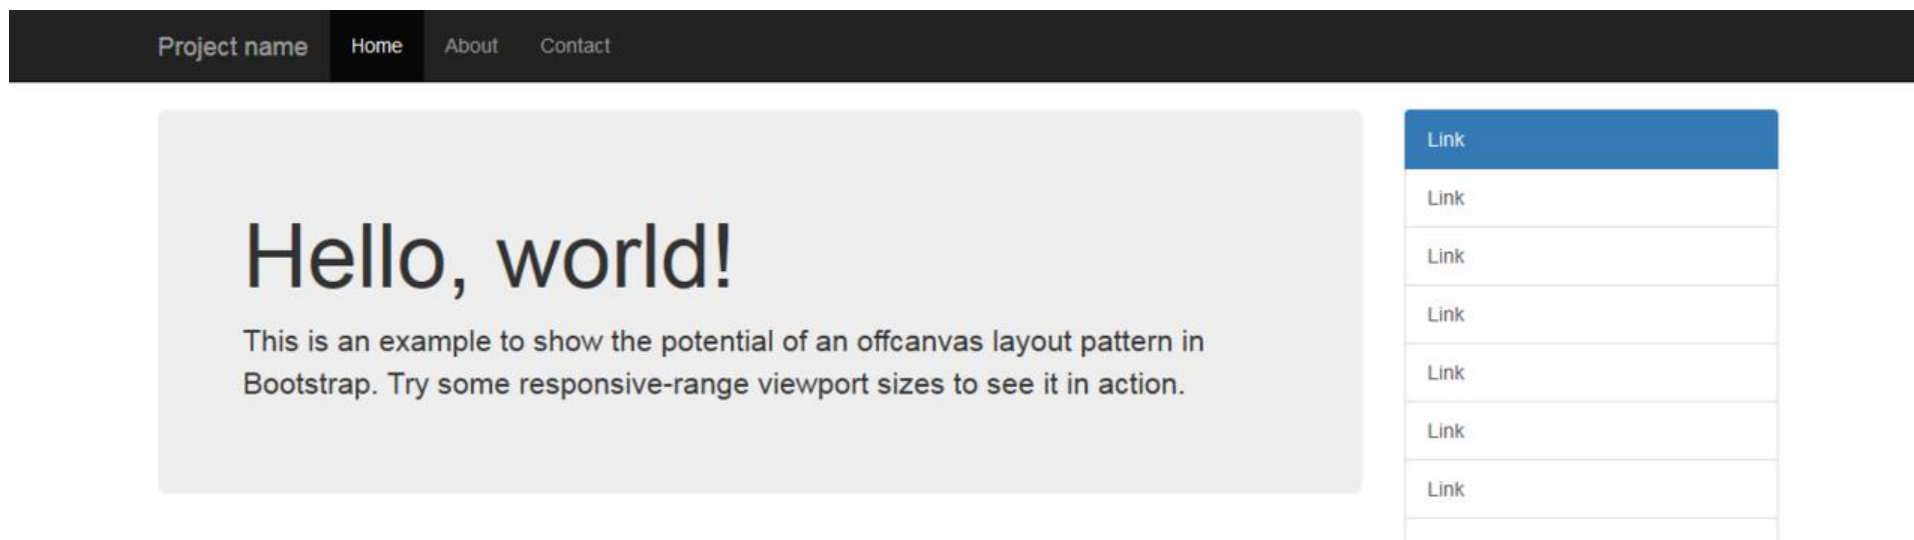 Project name Home About Contact
Hello, world!
This is an example to show the potential of an offcanvas layout pattern in
Bootstrap. Try some responsive-range viewport sizes to see it in action.
Link
Link
Link
Link
Link
Link
Link